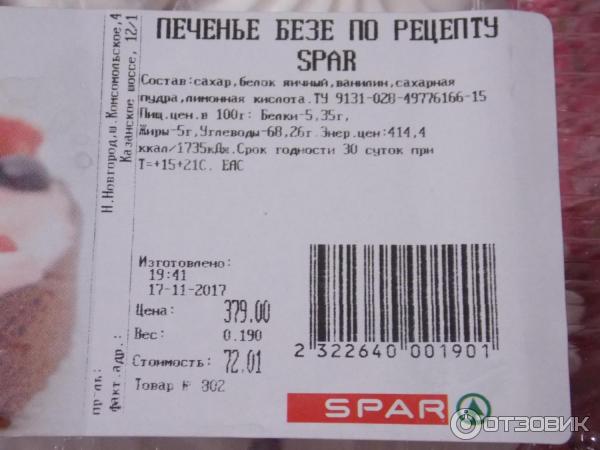 ПЕЧЕНЬЕ БЕЗЕ ПО РЕЦЕПТУ
SPAR
Состав:сахар,белок яичный,ванилин,сахарная
пудра,лимонная кислота.ТУ 9131-028-49776166-15
Пищ.цен.в 100г: Белки-5,35г,
Жиры-5г,Углеводы-68,26г.Энер.цен:414,4
ккал/1735кДж.Срок годности 30 суток при
Т=+15+21С. ЕАС
Н.Новгород,ш.Комсомольское,4
Казанское шоссе, 12/1
пр-ль:
факт.адр.:
Изготовлено:
19:41
17-11-2017
Цена: 379.00
Вес: 0.190
Стоимость: 72.01
Товар № 302
2 322640 001901
SPAR
ОТЗОВИК